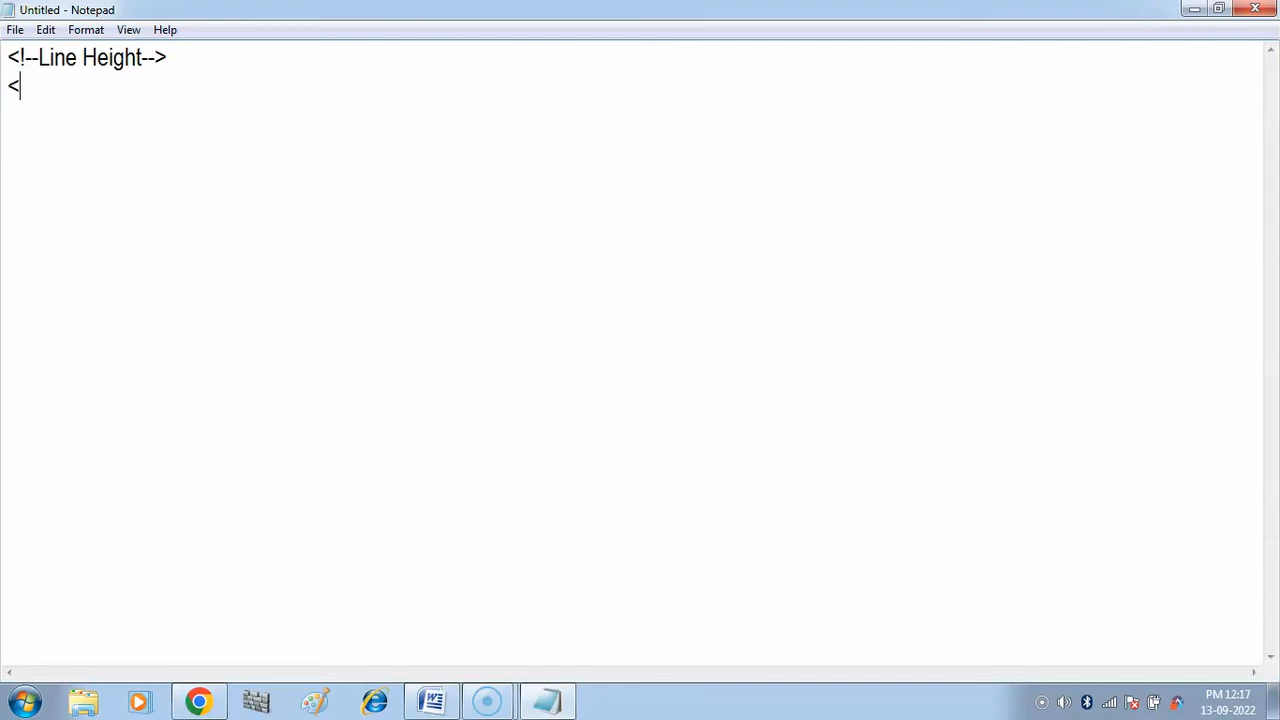 Untitled - Notepad
File Edit Format View Help
<!--Line Height-->
<
PM 12:17
13-09-2022